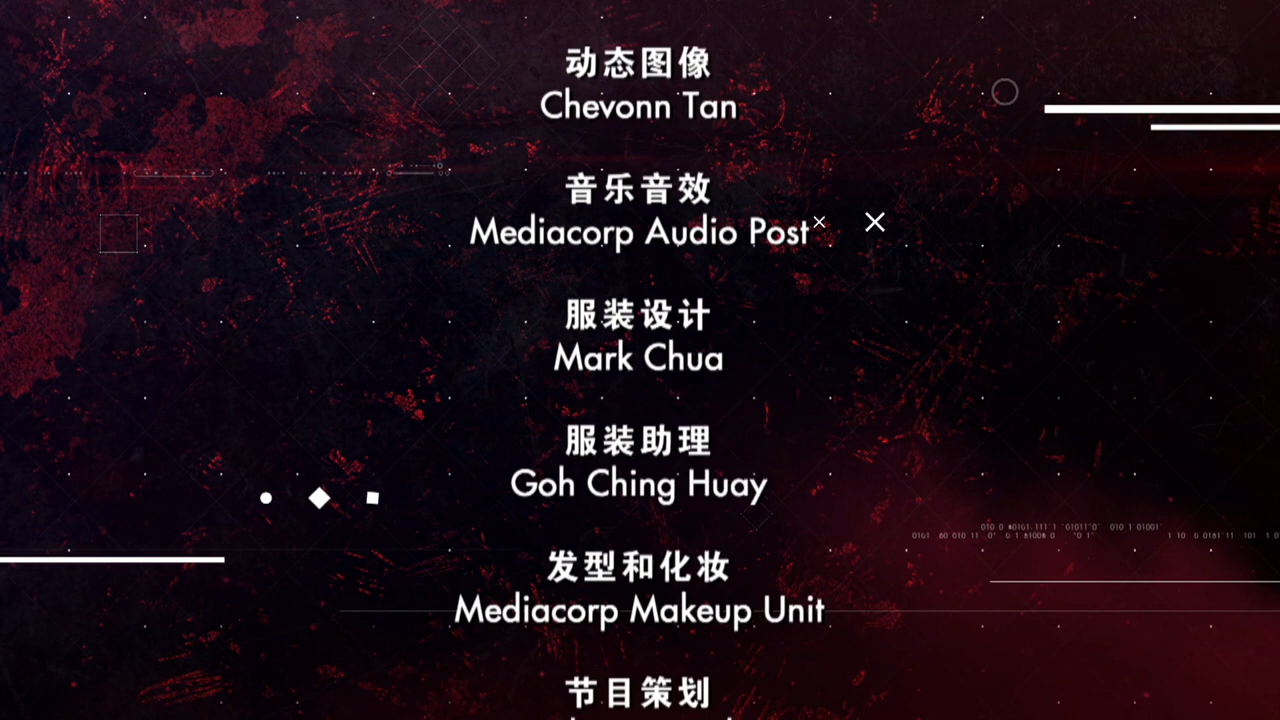 动态图像
Chevonn Tan
音乐音效
Mediacorp Audio Post
服装设计
Mark Chua
服装助理
Goh Ching Huay
发型和化妆
Mediacorp Makeup Unit
节目策划